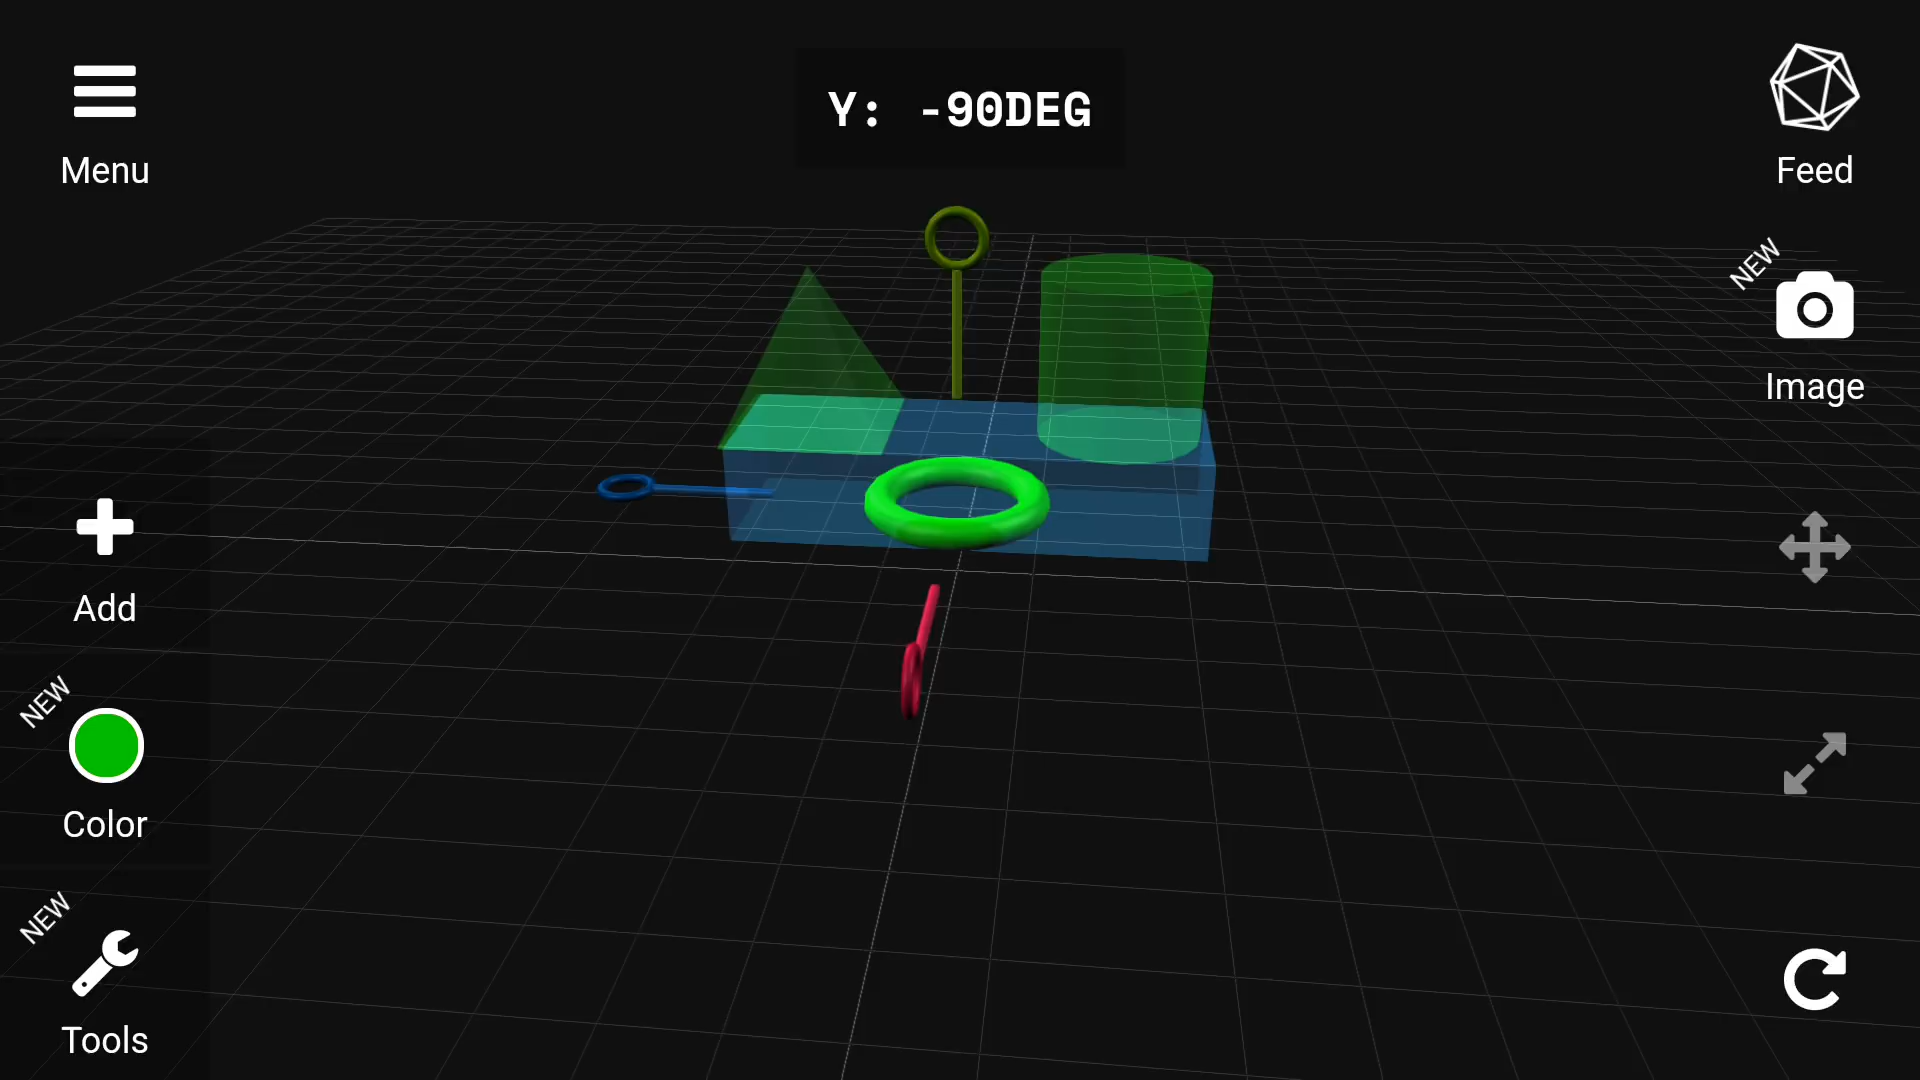 Menu
Y: -90DEG
Feed
NEW
Image
Add
NEW
Color
NEW
Tools